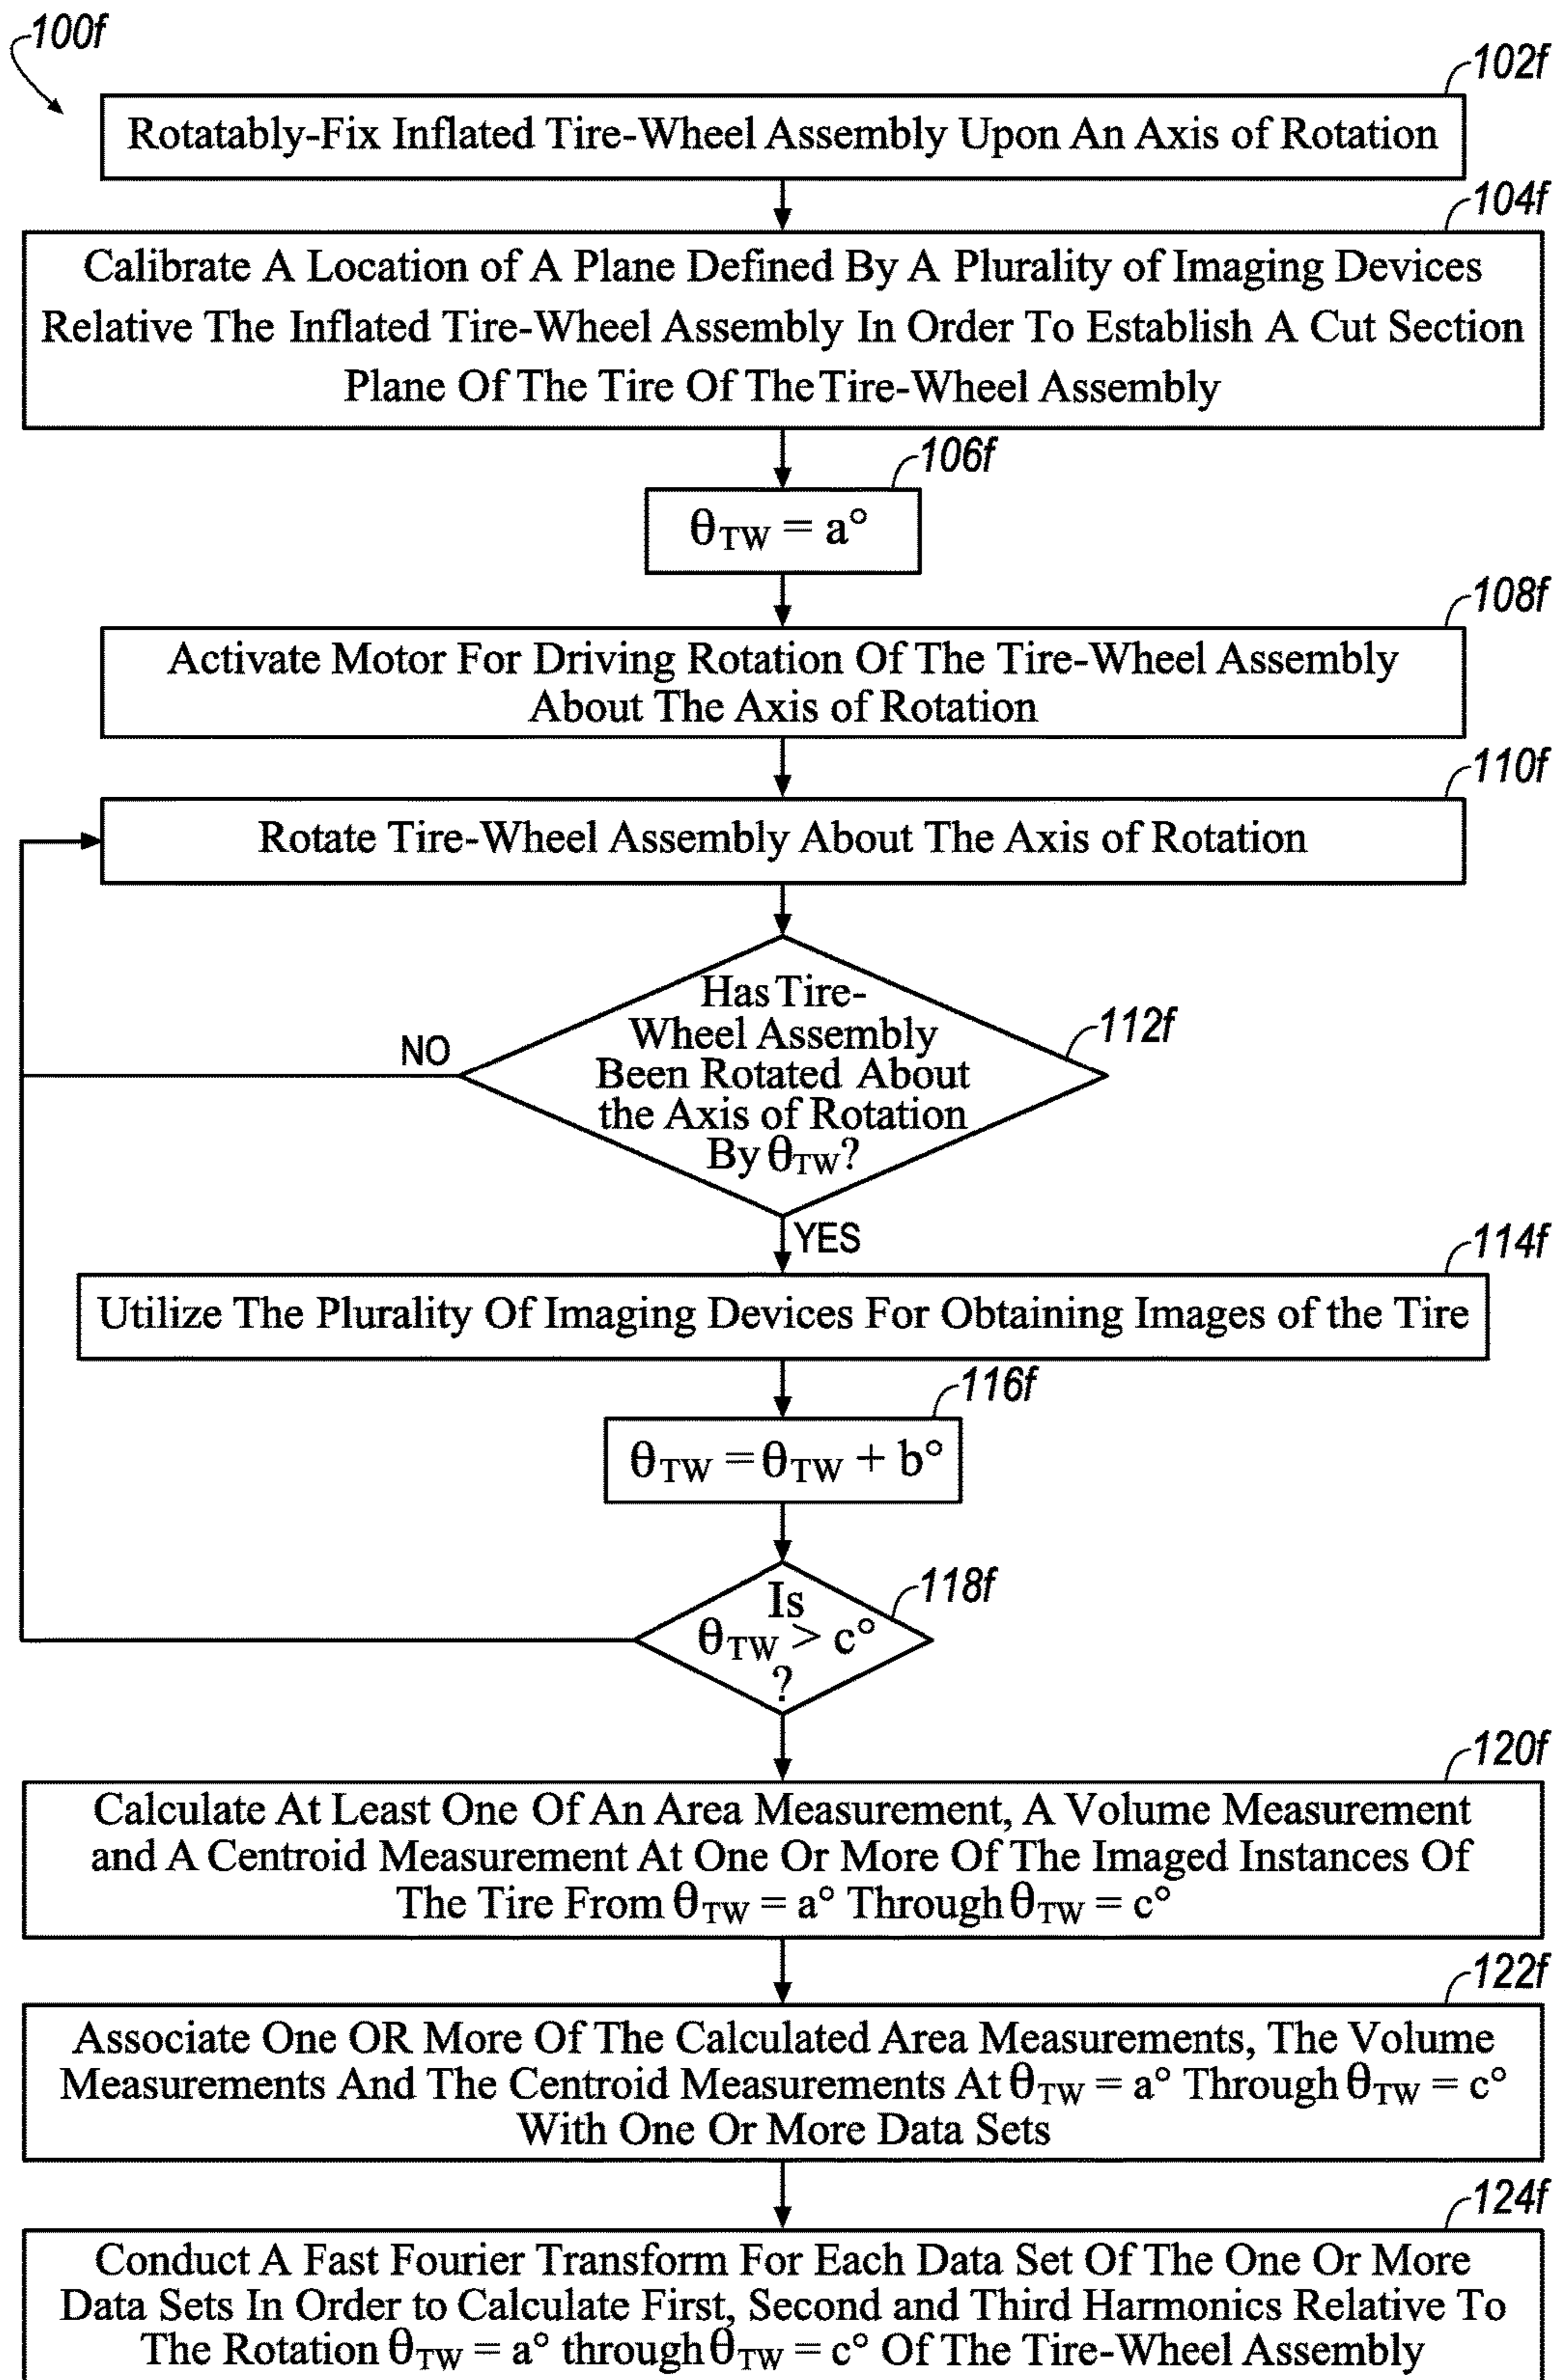 100f
102f
Rotatably-Fix Inflated Tire-Wheel Assembly Upon An Axis of Rotation
104f
Calibrate A Location of A Plane Defined By A Plurality of Imaging Devices
Relative The Inflated Tire-Wheel Assembly In Order To Establish A Cut Section
Plane Of The Tire Of The Tire-Wheel Assembly
106f
θTW = a°
108f
Activate Motor For Driving Rotation Of The Tire-Wheel Assembly
About The Axis of Rotation
110f
Rotate Tire-Wheel Assembly About The Axis of Rotation
Has Tire-
Wheel Assembly
Been Rotated About
the Axis of Rotation
By θTW?
112f
NO
YES
114f
Utilize The Plurality Of Imaging Devices For Obtaining Images of the Tire
116f
θTW = θTW + b°
118f
Is
θTW > c°
?
120f
Calculate At Least One Of An Area Measurement, A Volume Measurement
and A Centroid Measurement At One Or More Of The Imaged Instances Of
The Tire From θTW = a° Through θTW = c°
122f
Associate One OR More Of The Calculated Area Measurements, The Volume
Measurements And The Centroid Measurements At θTW = a° Through θTW = c°
With One Or More Data Sets
124f
Conduct A Fast Fourier Transform For Each Data Set Of The One Or More
Data Sets In Order to Calculate First, Second and Third Harmonics Relative To
The Rotation θTW = a° through θTW = c° Of The Tire-Wheel Assembly